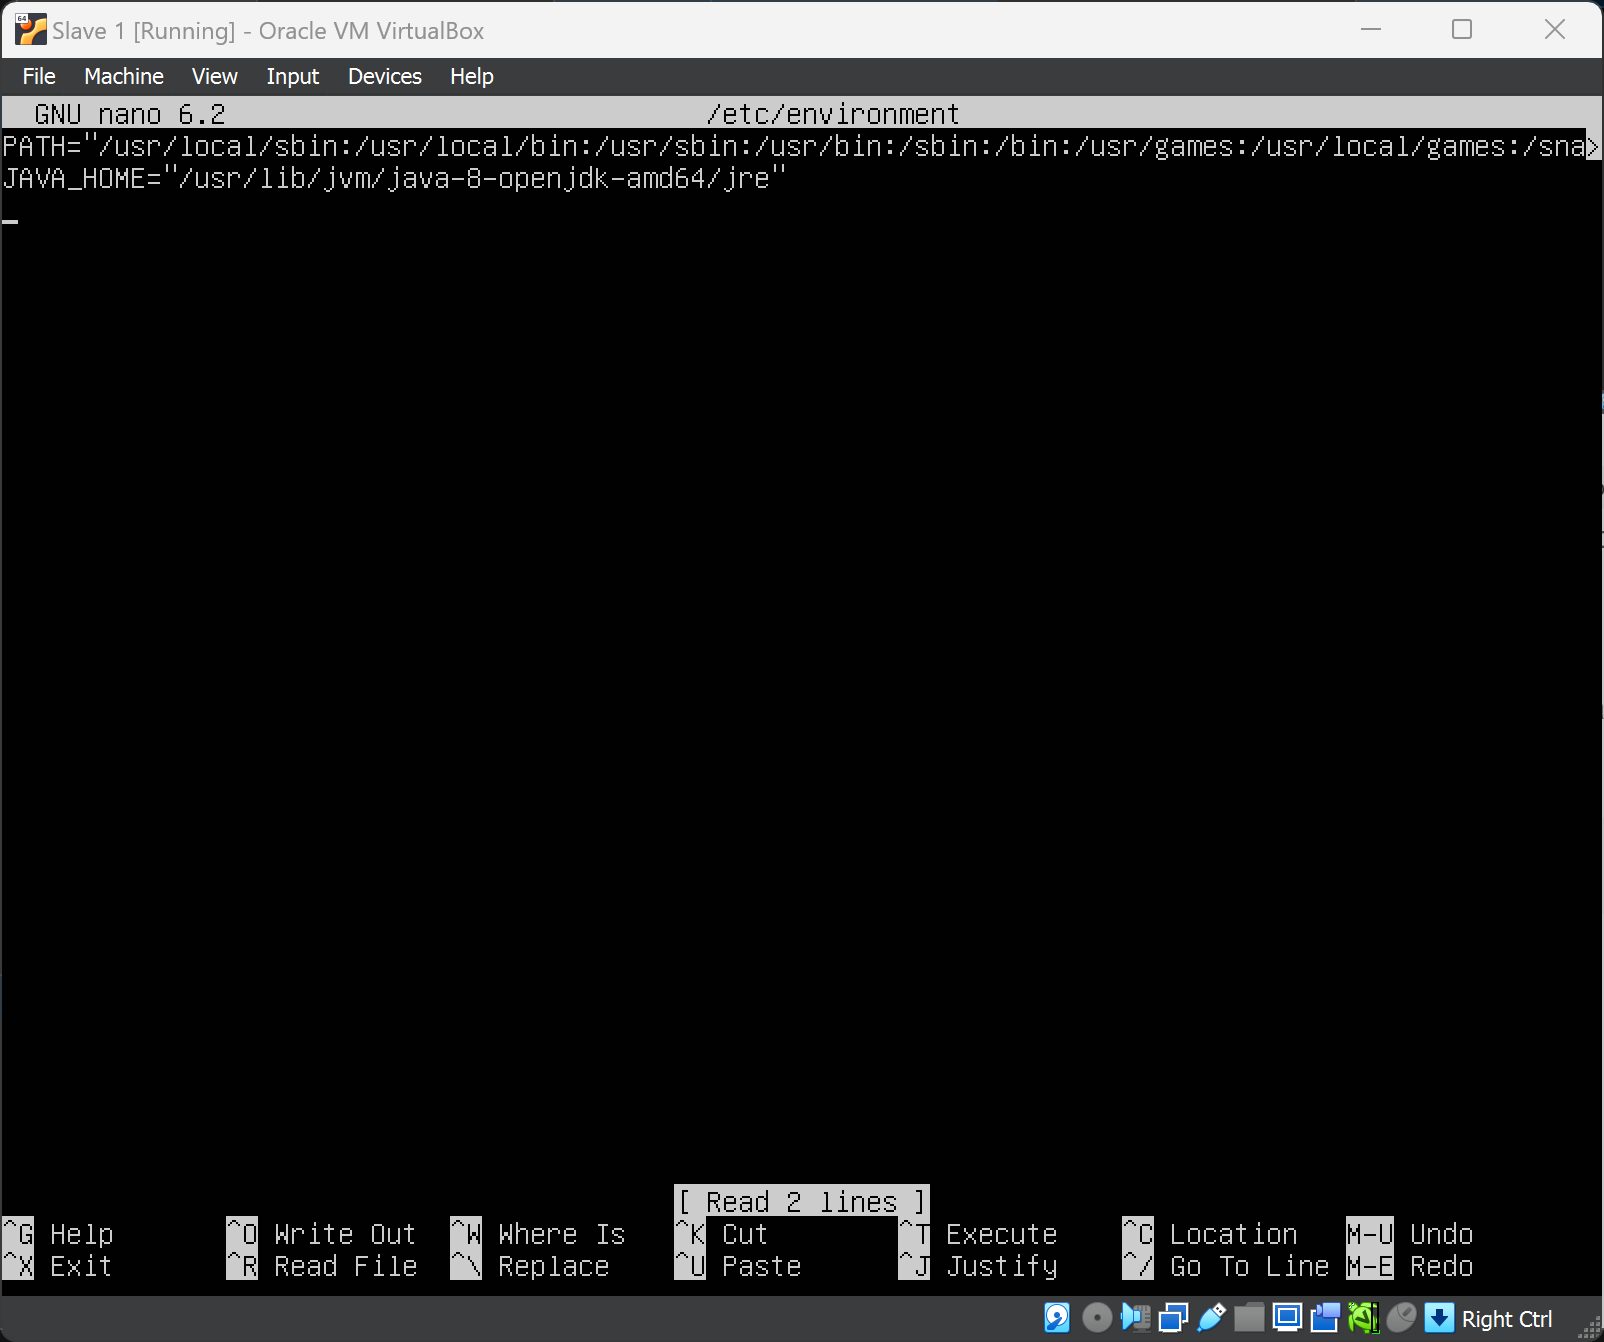 Slave 1 [Running] - Oracle VM VirtualBox
File Machine View Input Devices Help
GNU nano 6.2 /etc/environment
PATH="/usr/local/sbin:/usr/local/bin:/usr/sbin:/usr/bin:/sbin:/bin:/usr/games:/usr/local/games:/sna>
JAVA_HOME="/usr/lib/jvm/java-8-openjdk-amd64/jre"
[ Read 2 lines ]
^G Help ^O Write Out ^W Where Is ^K Cut ^T Execute ^C Location M-U Undo
^X Exit ^R Read File ^\ Replace ^U Paste ^J Justify ^/ Go To Line M-E Redo
Right Ctrl